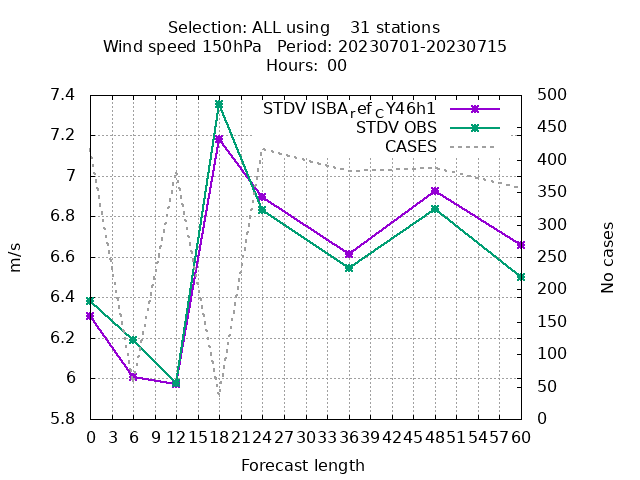 Selection: ALL using 31 stations
Wind speed 150hPa Period: 20230701-20230715
Hours: 00
STDV ISBA_ref_CY46h1
STDV OBS
CASES
7.4
7.2
7
6.8
6.6
6.4
6.2
6
5.8
m/s
500
450
400
350
300
250
200
150
100
50
0
No cases
0 3 6 9 12 15 18 21 24 27 30 33 36 39 42 45 48 51 54 57 60
Forecast length